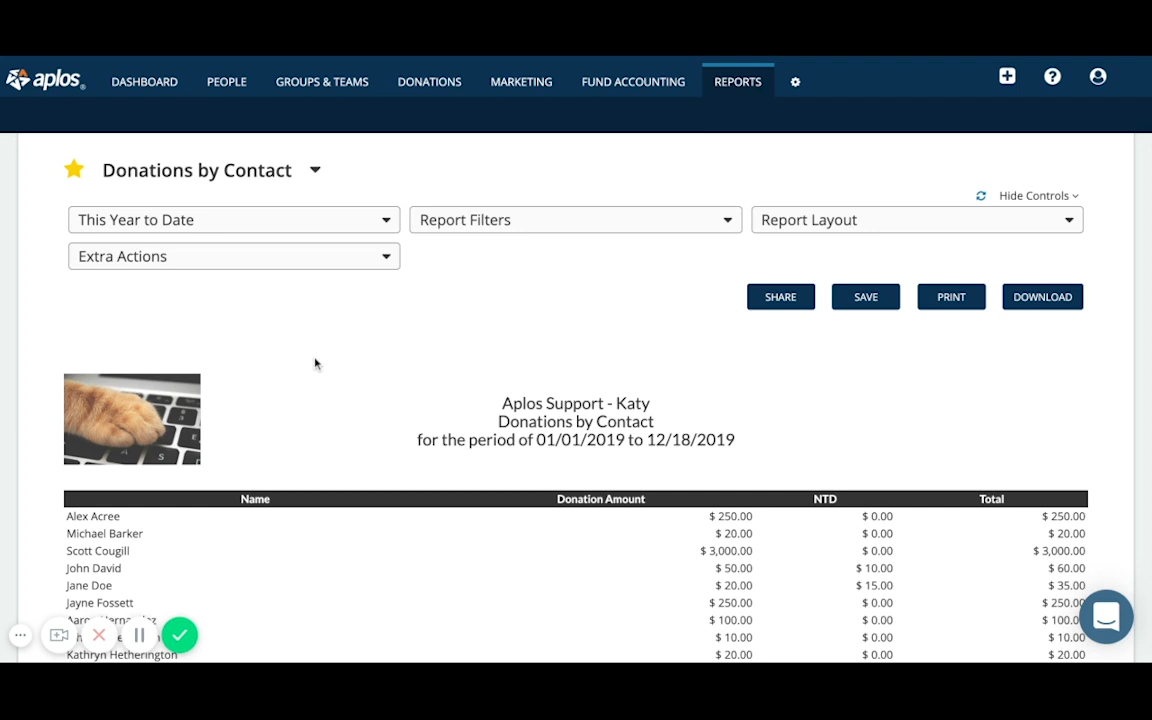 aplos
DASHBOARD PEOPLE GROUPS & TEAMS DONATIONS MARKETING FUND ACCOUNTING REPORTS
Donations by Contact
Hide Controls
This Year to Date Report Filters Report Layout
Extra Actions
SHARE SAVE PRINT DOWNLOAD
Aplos Support - Katy
Donations by Contact
for the period of 01/01/2019 to 12/18/2019
Name Donation Amount NTD Total
Alex Acree $ 250.00 $ 0.00 $ 250.00
Michael Barker $ 20.00 $ 0.00 $ 20.00
Scott Cougill $ 3,000.00 $ 0.00 $ 3,000.00
John David $ 50.00 $ 10.00 $ 60.00
Jane Doe $ 20.00 $ 15.00 $ 35.00
Jayne Fossett $ 250.00 $ 0.00 $ 250.00
$ 100.00 $ 0.00
$ 10.00 $ 0.00 $ 10.00
Kathryn Hetherington $ 20.00 $ 0.00 $ 20.00